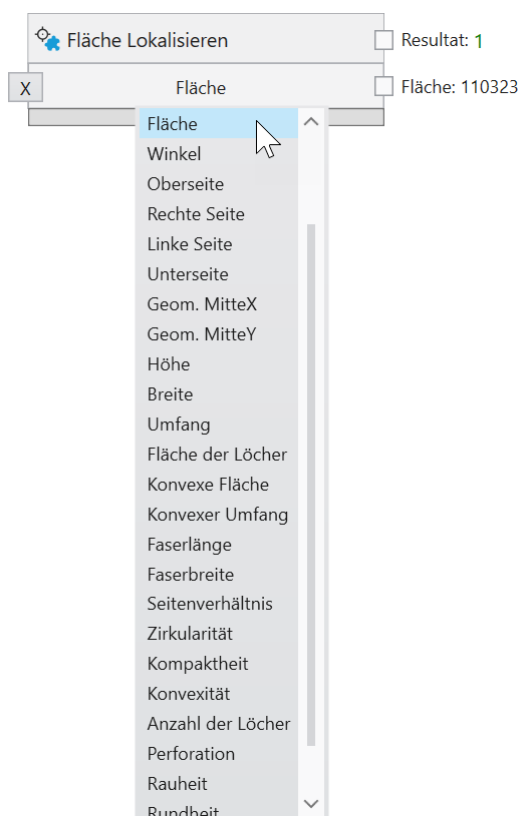 Fläche Lokalisieren
Resultat: 1
X
Fläche
Fläche: 110323
Fläche
Winkel
Oberseite
Rechte Seite
Linke Seite
Unterseite
Geom. MitteX
Geom. MitteY
Höhe
Breite
Umfang
Fläche der Löcher
Konvexe Fläche
Konvexer Umfang
Faserlänge
Faserbreite
Seitenverhältnis
Zirkularität
Kompaktheit
Konvexität
Anzahl der Löcher
Perforation
Rauheit
Rundheit